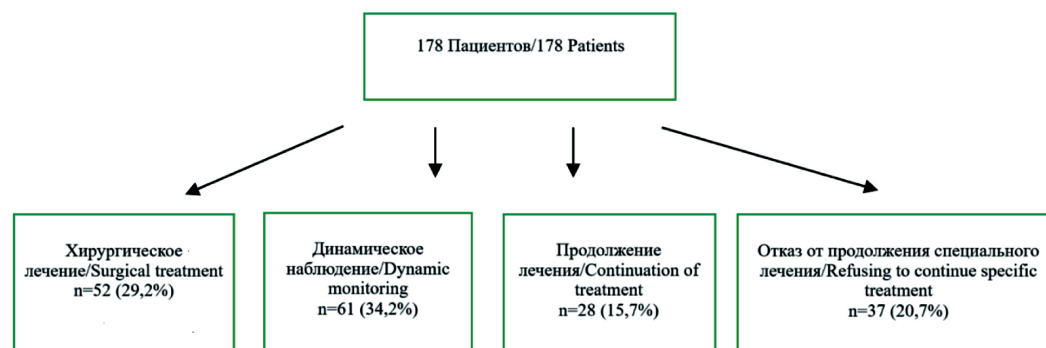 178 Пациентов/178 Patients
Хирургическое
лечение/Surgical treatment
n=52 (29,2%)
Динамическое
наблюдение/Dynamic
monitoring
n=61 (34,2%)
Продолжение
лечения/Continuation of
treatment
n=28 (15,7%)
Отказ от продолжения специального
лечения/Refusing to continue specific
treatment
n=37 (20,7%)